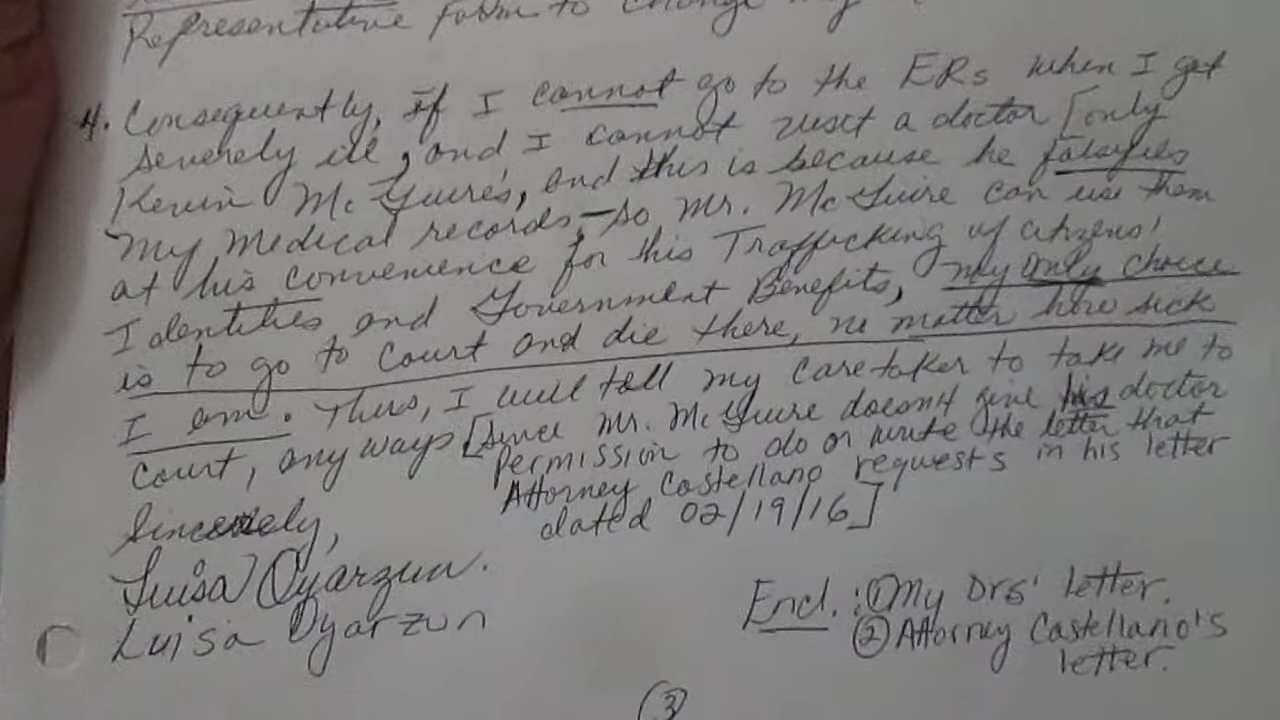 Representative form to change my
4. Consequently, if I cannot go to the ERs when I get
severely ill, and I cannot visit a doctor [only
Kevin McGuire's, and this is because he falsyfies
my medical records - so Mr. McGuire can use them
at his convenience for this Trafficking of citizens'
Identities and Government Benefits, my only choice
is to go to court and die there, no matter how sick
I am. Thus, I will tell my caretaker to take me to
court, any ways [since Mr. McGuire doesn't give his doctor
permission to do or write the letter that
Attorney Castellano requests in his letter
dated 02/19/16]
Sincerely,
Luisa Oyarzun.
Luisa Oyarzun
Encl.: ① My Drs' letter.
② Attorney Castellano's
letter.
③